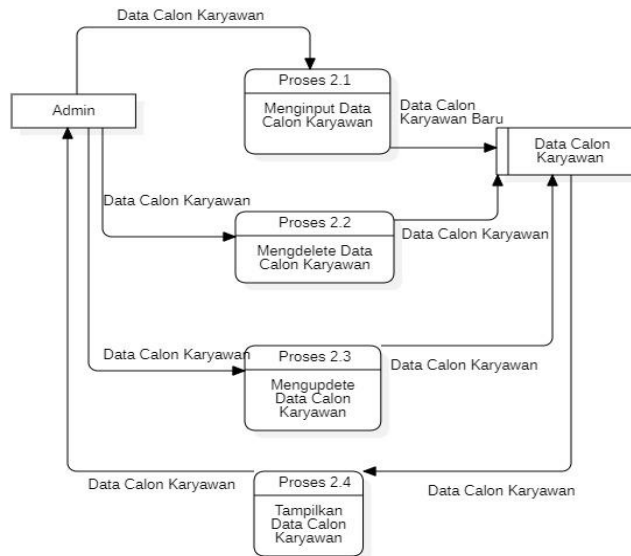 Data Calon Karyawan
Proses 2.1
Admin
Menginput Data
Calon Karyawan
Data Calon
Karyawan Baru
Data Calon
Karyawan
Data Calon Karyawan
Proses 2.2
Mengdelete Data
Calon Karyawan
Data Calon Karyawan
Data Calon Karyawan
Proses 2.3
Mengupdete
Data Calon
Karyawan
Data Calon Karyawan
Data Calon Karyawan
Proses 2.4
Tampilkan
Data Calon
Karyawan
Data Calon Karyawan